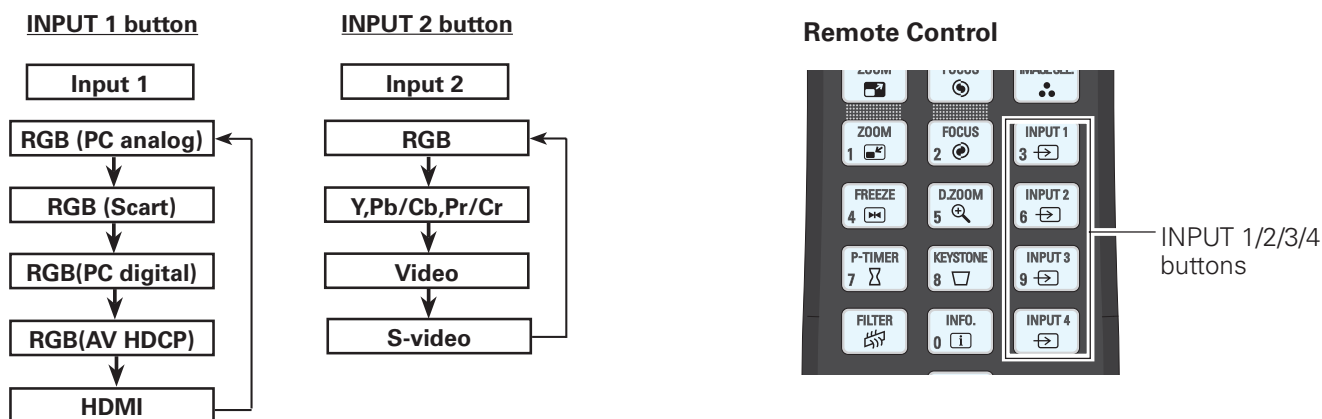 INPUT 1 button
Input 1
RGB (PC analog)
RGB (Scart)
RGB(PC digital)
RGB(AV HDCP)
HDMI
INPUT 2 button
Input 2
RGB
Y,Pb/Cb,Pr/Cr
Video
S-video
Remote Control
ZOOM
FOCUS
IMAGE SEL.
ZOOM
1
FOCUS
2
INPUT 1
3
FREEZE
4
D.ZOOM
5
INPUT 2
6
P-TIMER
7
KEYSTONE
8
INPUT 3
9
FILTER
INFO.
0
INPUT 4
INPUT 1/2/3/4
buttons